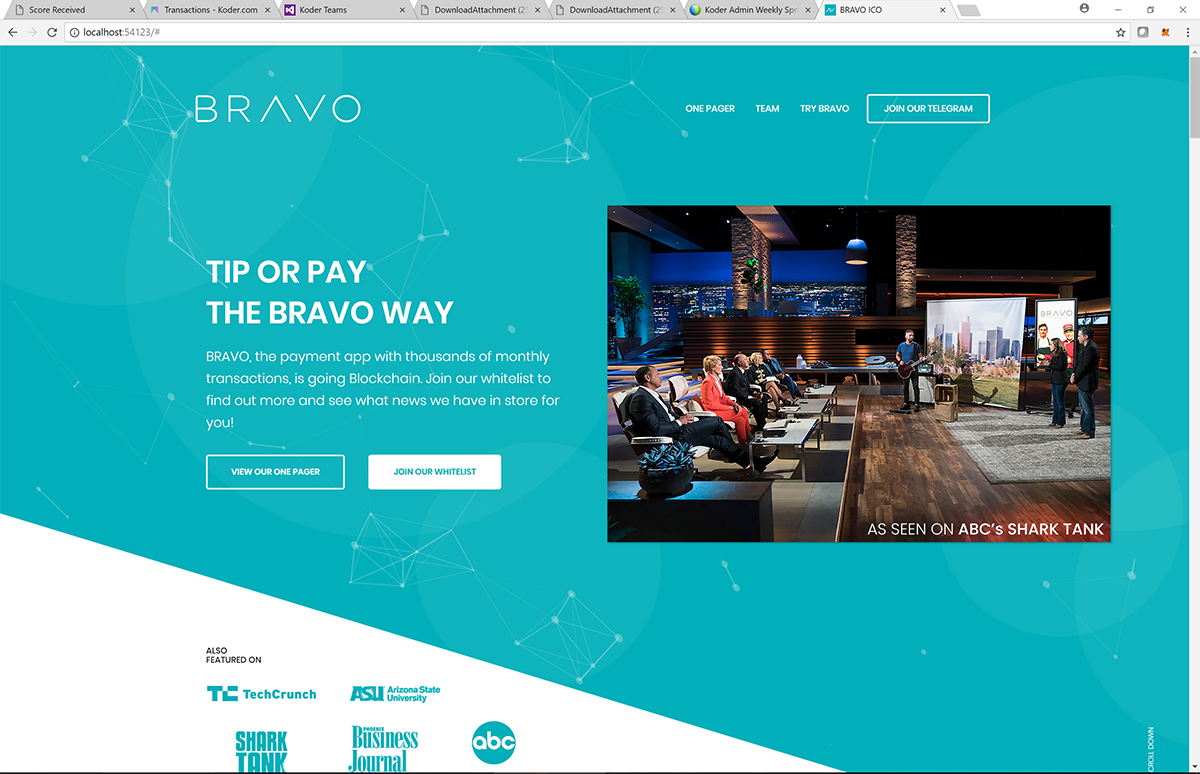 Score Received
Transactions - Koder.com
Koder Teams
DownloadAttachment (2
DownloadAttachment (2
Koder Admin Weekly Spr
BRAVO ICO
localhost:54123/#
BRAVO
ONE PAGER
TEAM
TRY BRAVO
JOIN OUR TELEGRAM
TIP OR PAY
THE BRAVO WAY
BRAVO, the payment app with thousands of monthly
transactions, is going Blockchain. Join our whitelist to
find out more and see what news we have in store for
you!
VIEW OUR ONE PAGER
JOIN OUR WHITELIST
BRAVO
AS SEEN ON ABC's SHARK TANK
ALSO
FEATURED ON
TC TechCrunch
ASU Arizona State
University
SHARK
TANK
PHOENIX
Business
Journal
abc
SCROLL DOWN